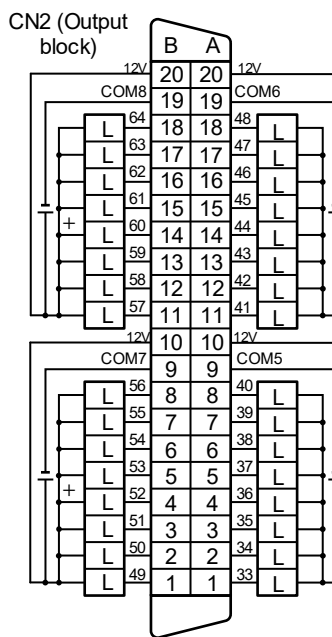 CN2 (Output
block)
B A
12V 20 20 12V
COM8 19 19 COM6
L 64 18 18 48 L
L 63 17 17 47 L
L 62 16 16 46 L
L 61 15 15 45 L
+ L 60 14 14 44 L
L 59 13 13 43 L
L 58 12 12 42 L
L 57 11 11 41 L
12V 10 10 12V
COM7 9 9 COM5
L 56 8 8 40 L
L 55 7 7 39 L
L 54 6 6 38 L
L 53 5 5 37 L
+ L 52 4 4 36 L
L 51 3 3 35 L
L 50 2 2 34 L
L 49 1 1 33 L